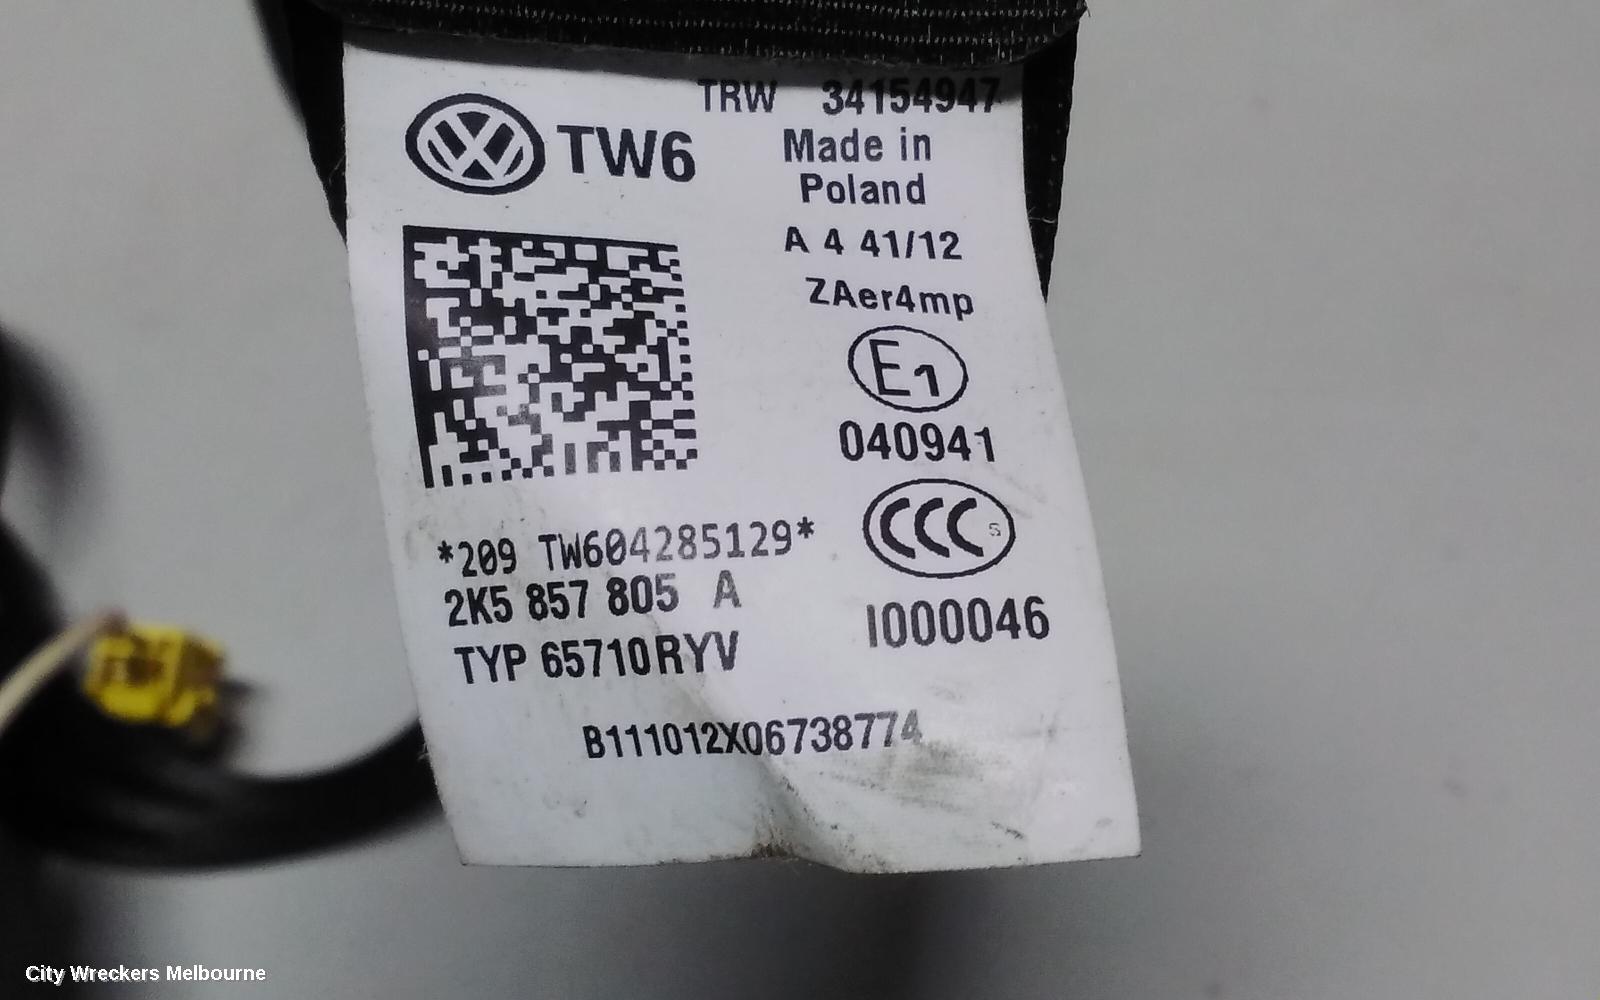 TRW 34154947
TW6
Made in
Poland
A 4 41/12
ZAer4mp
E1
040941
CCC S
*209 TW604285129*
2K5 857 805 A
TYP 65710RYV
I000046
B111012X06738774
City Wreckers Melbourne